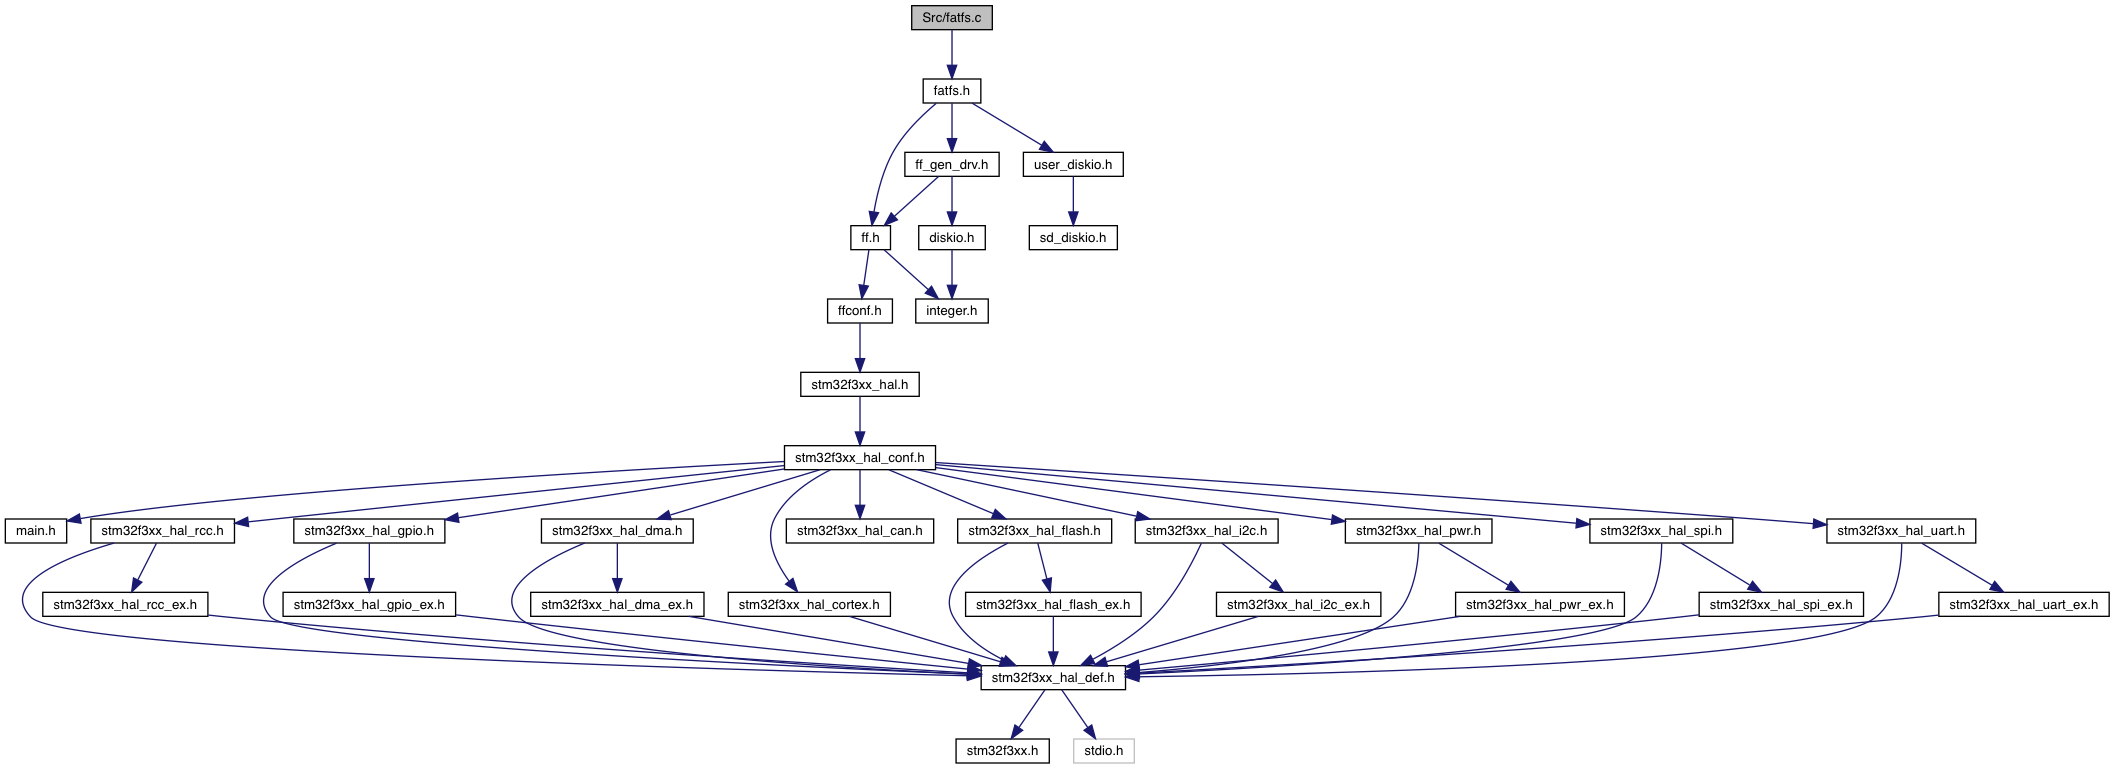 Src/fatfs.c
fatfs.h
ff_gen_drv.h
user_diskio.h
ff.h
diskio.h
sd_diskio.h
ffconf.h
integer.h
stm32f3xx_hal.h
stm32f3xx_hal_conf.h
main.h
stm32f3xx_hal_rcc.h
stm32f3xx_hal_gpio.h
stm32f3xx_hal_dma.h
stm32f3xx_hal_can.h
stm32f3xx_hal_flash.h
stm32f3xx_hal_i2c.h
stm32f3xx_hal_pwr.h
stm32f3xx_hal_spi.h
stm32f3xx_hal_uart.h
stm32f3xx_hal_rcc_ex.h
stm32f3xx_hal_gpio_ex.h
stm32f3xx_hal_dma_ex.h
stm32f3xx_hal_cortex.h
stm32f3xx_hal_flash_ex.h
stm32f3xx_hal_i2c_ex.h
stm32f3xx_hal_pwr_ex.h
stm32f3xx_hal_spi_ex.h
stm32f3xx_hal_uart_ex.h
stm32f3xx_hal_def.h
stm32f3xx.h
stdio.h